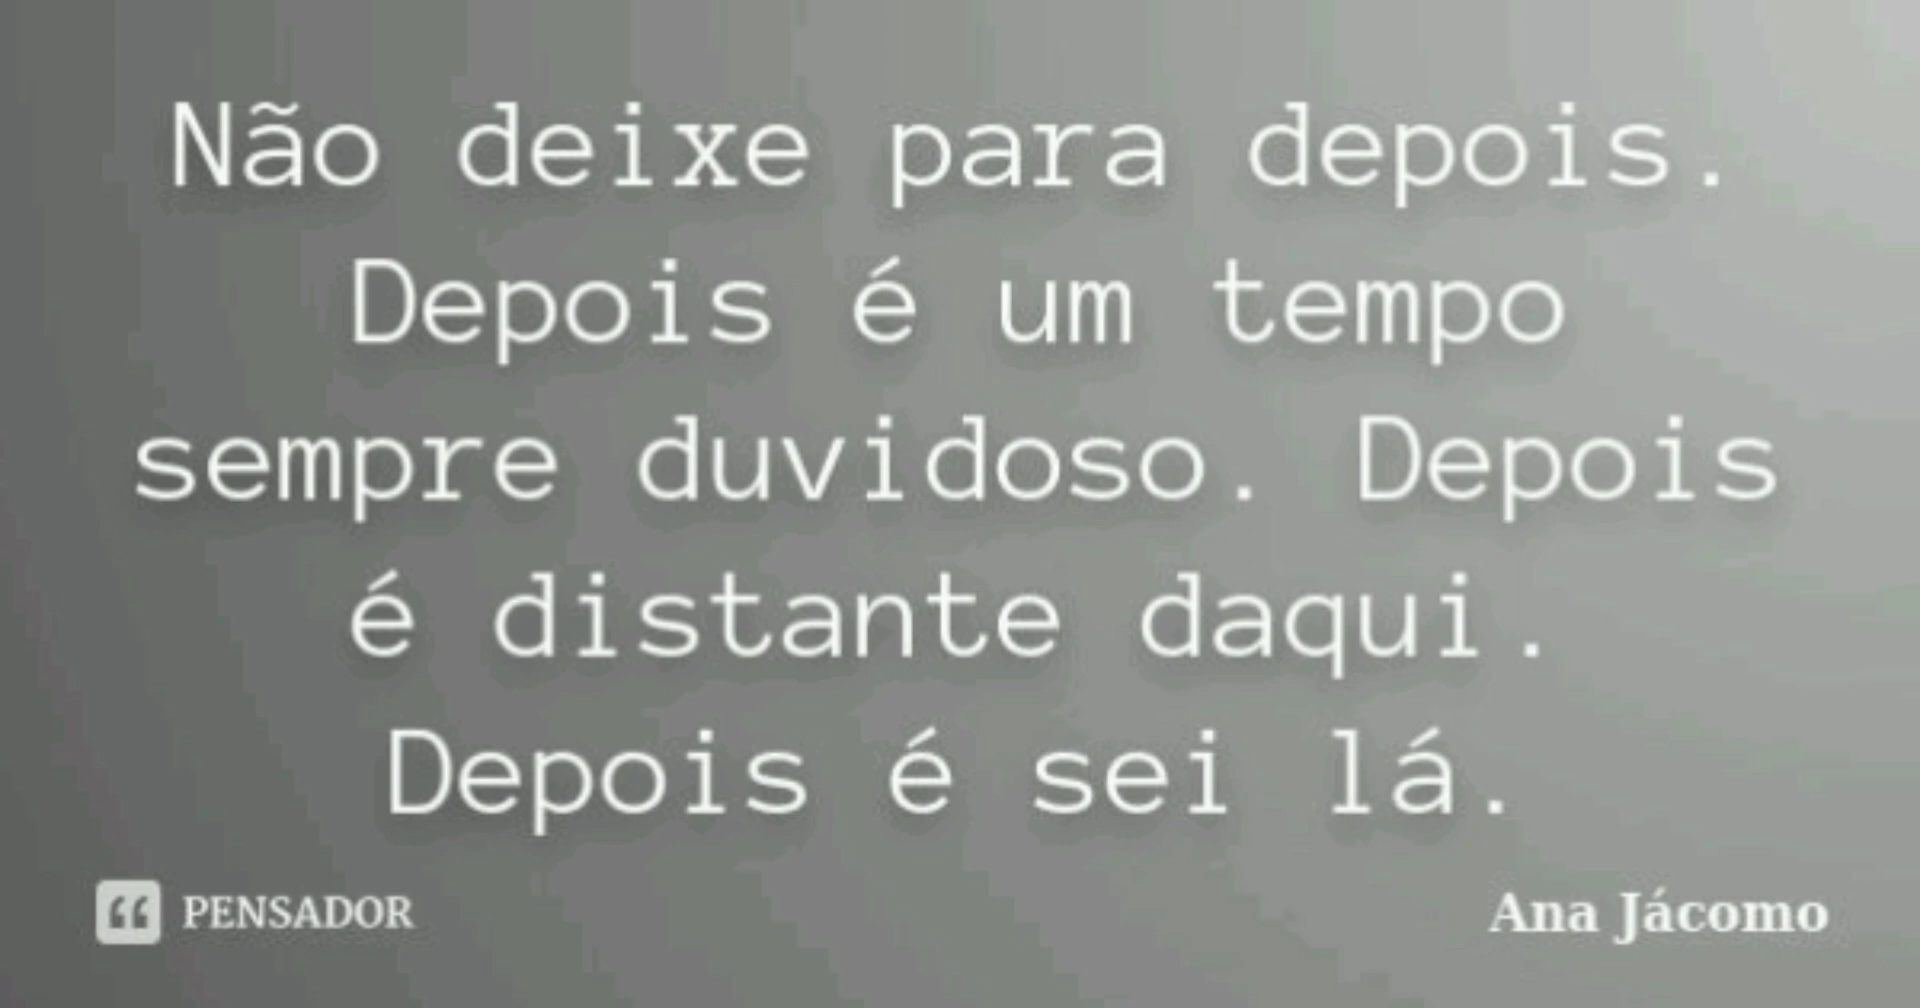 Não deixe para depois.
Depois é um tempo
sempre duvidoso. Depois
é distante daqui.
Depois é sei lá.
PENSADOR
Ana Jácomo